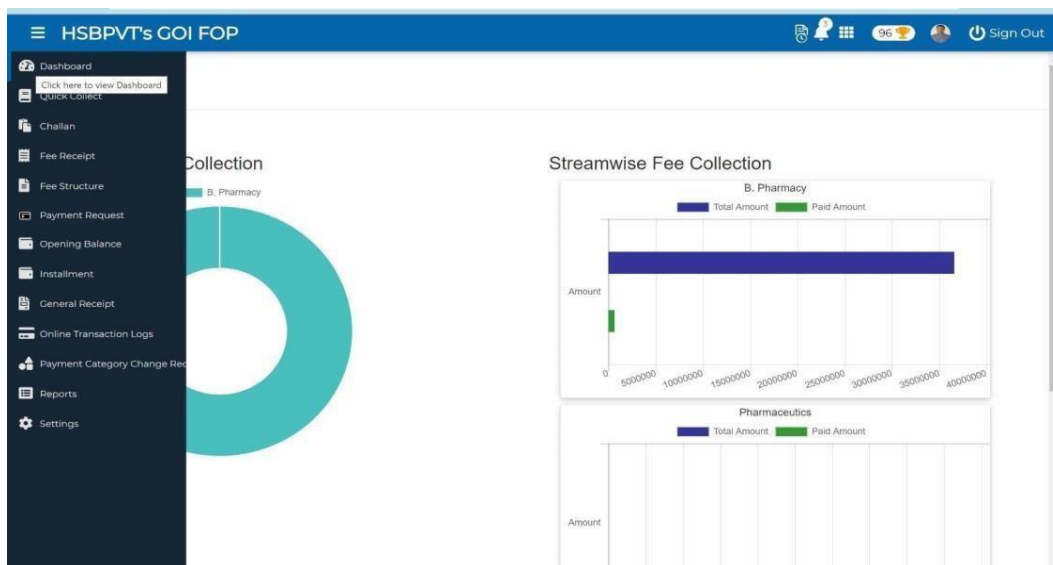 HSBPVT's GOI FOP
3
96
Sign Out
Dashboard
Click here to view Dashboard
Quick Collect
Challan
Fee Receipt
Fee Structure
Payment Request
Opening Balance
Installment
General Receipt
Online Transaction Logs
Payment Category Change Rec
Reports
Settings
Collection
B. Pharmacy
Streamwise Fee Collection
B. Pharmacy
Total Amount Paid Amount
Amount
0 5000000 10000000 15000000 20000000 25000000 30000000 35000000 40000000
Pharmaceutics
Total Amount Paid Amount
Amount